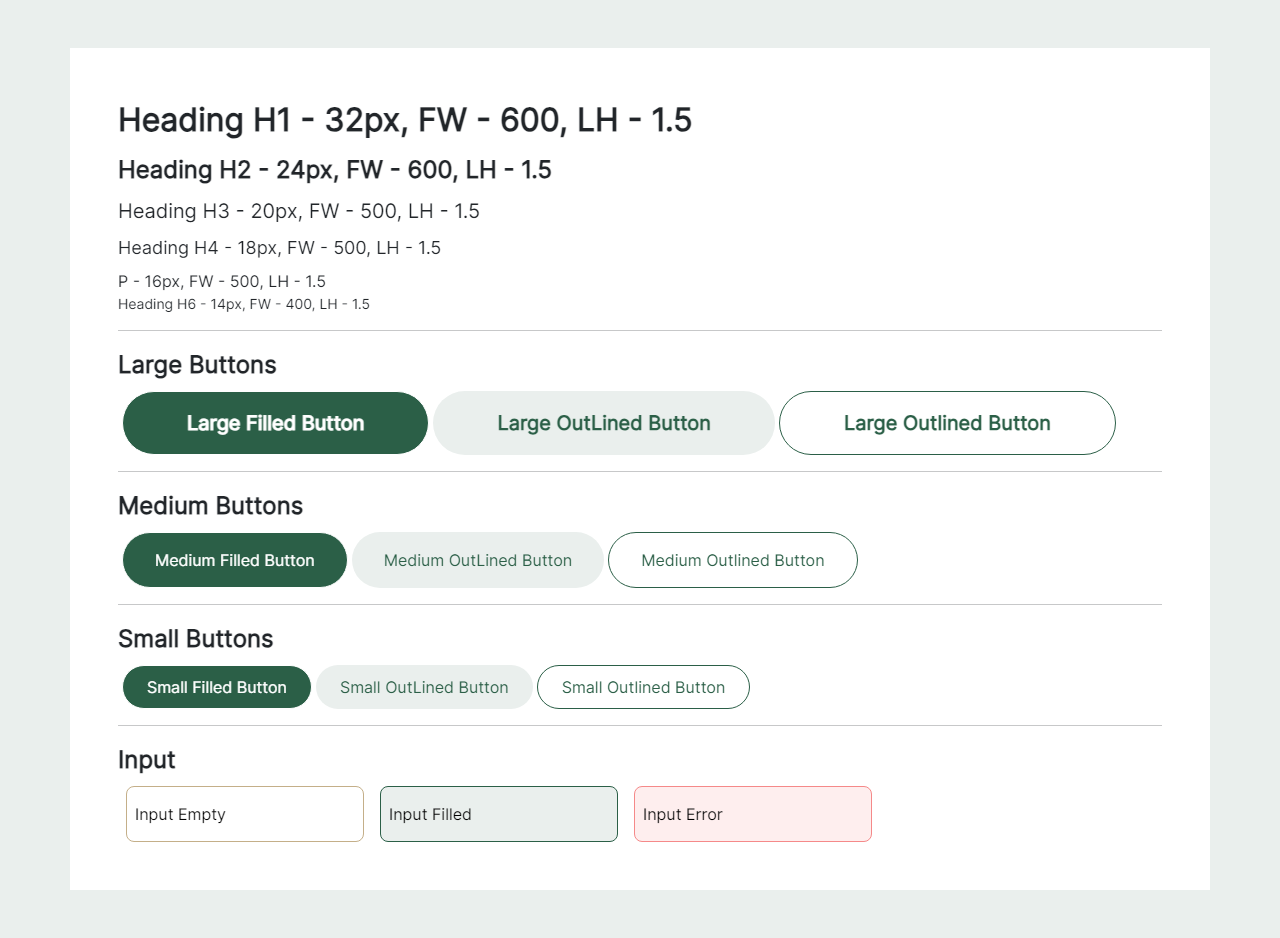 Heading H1 - 32px, FW - 600, LH - 1.5
Heading H2 - 24px, FW - 600, LH - 1.5
Heading H3 - 20px, FW - 500, LH - 1.5
Heading H4 - 18px, FW - 500, LH - 1.5
P - 16px, FW - 500, LH - 1.5
Heading H6 - 14px, FW - 400, LH - 1.5
Large Buttons
Large Filled Button Large OutLined Button Large Outlined Button
Medium Buttons
Medium Filled Button Medium OutLined Button Medium Outlined Button
Small Buttons
Small Filled Button Small OutLined Button Small Outlined Button
Input
Input Empty Input Filled Input Error